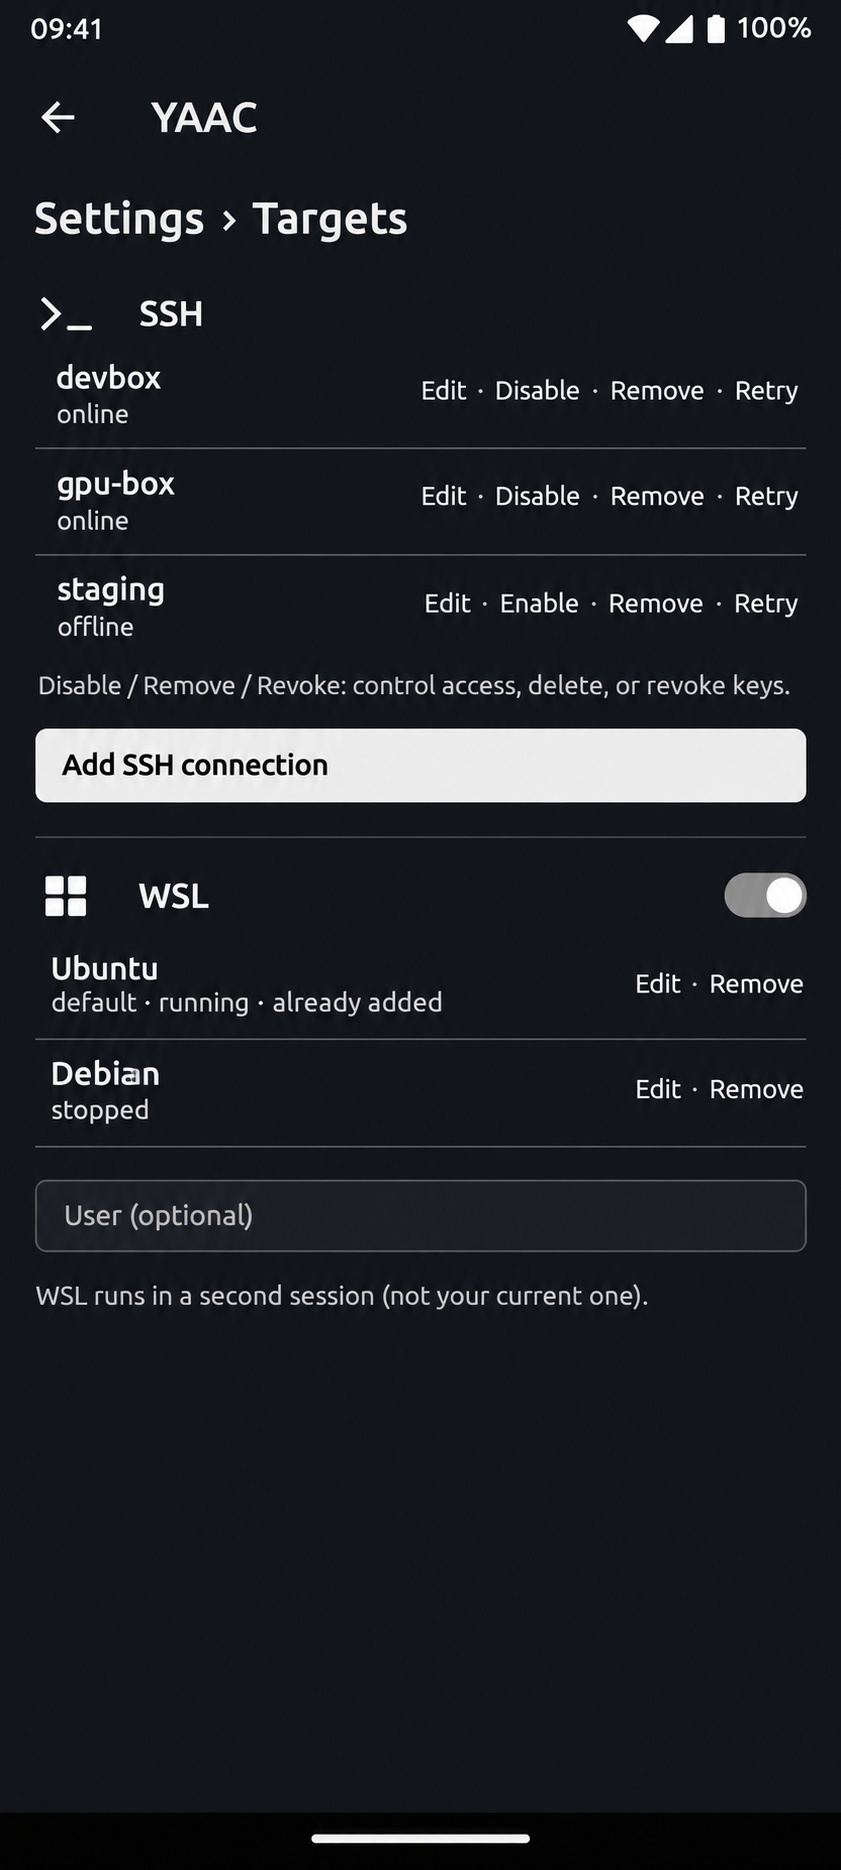 09:41 100%
YAAC
Settings › Targets
>_ SSH
devbox
online
Edit · Disable · Remove · Retry
gpu-box
online
Edit · Disable · Remove · Retry
staging
offline
Edit · Enable · Remove · Retry
Disable / Remove / Revoke: control access, delete, or revoke keys.
Add SSH connection
WSL
Ubuntu
default · running · already added
Edit · Remove
Debian
stopped
Edit · Remove
User (optional)
WSL runs in a second session (not your current one).